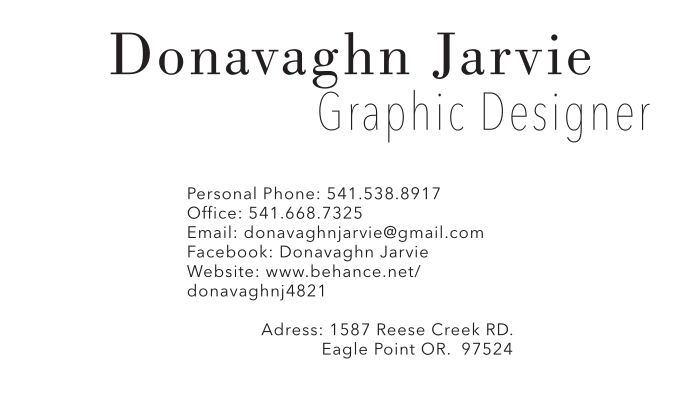 Donavaghn Jarvie
Graphic Designer
Personal Phone: 541.538.8917
Office: 541.668.7325
Email: donavaghnjarvie@gmail.com
Facebook: Donavaghn Jarvie
Website: www.behance.net/
donavaghnj4821
Adress: 1587 Reese Creek RD.
Eagle Point OR.  97524